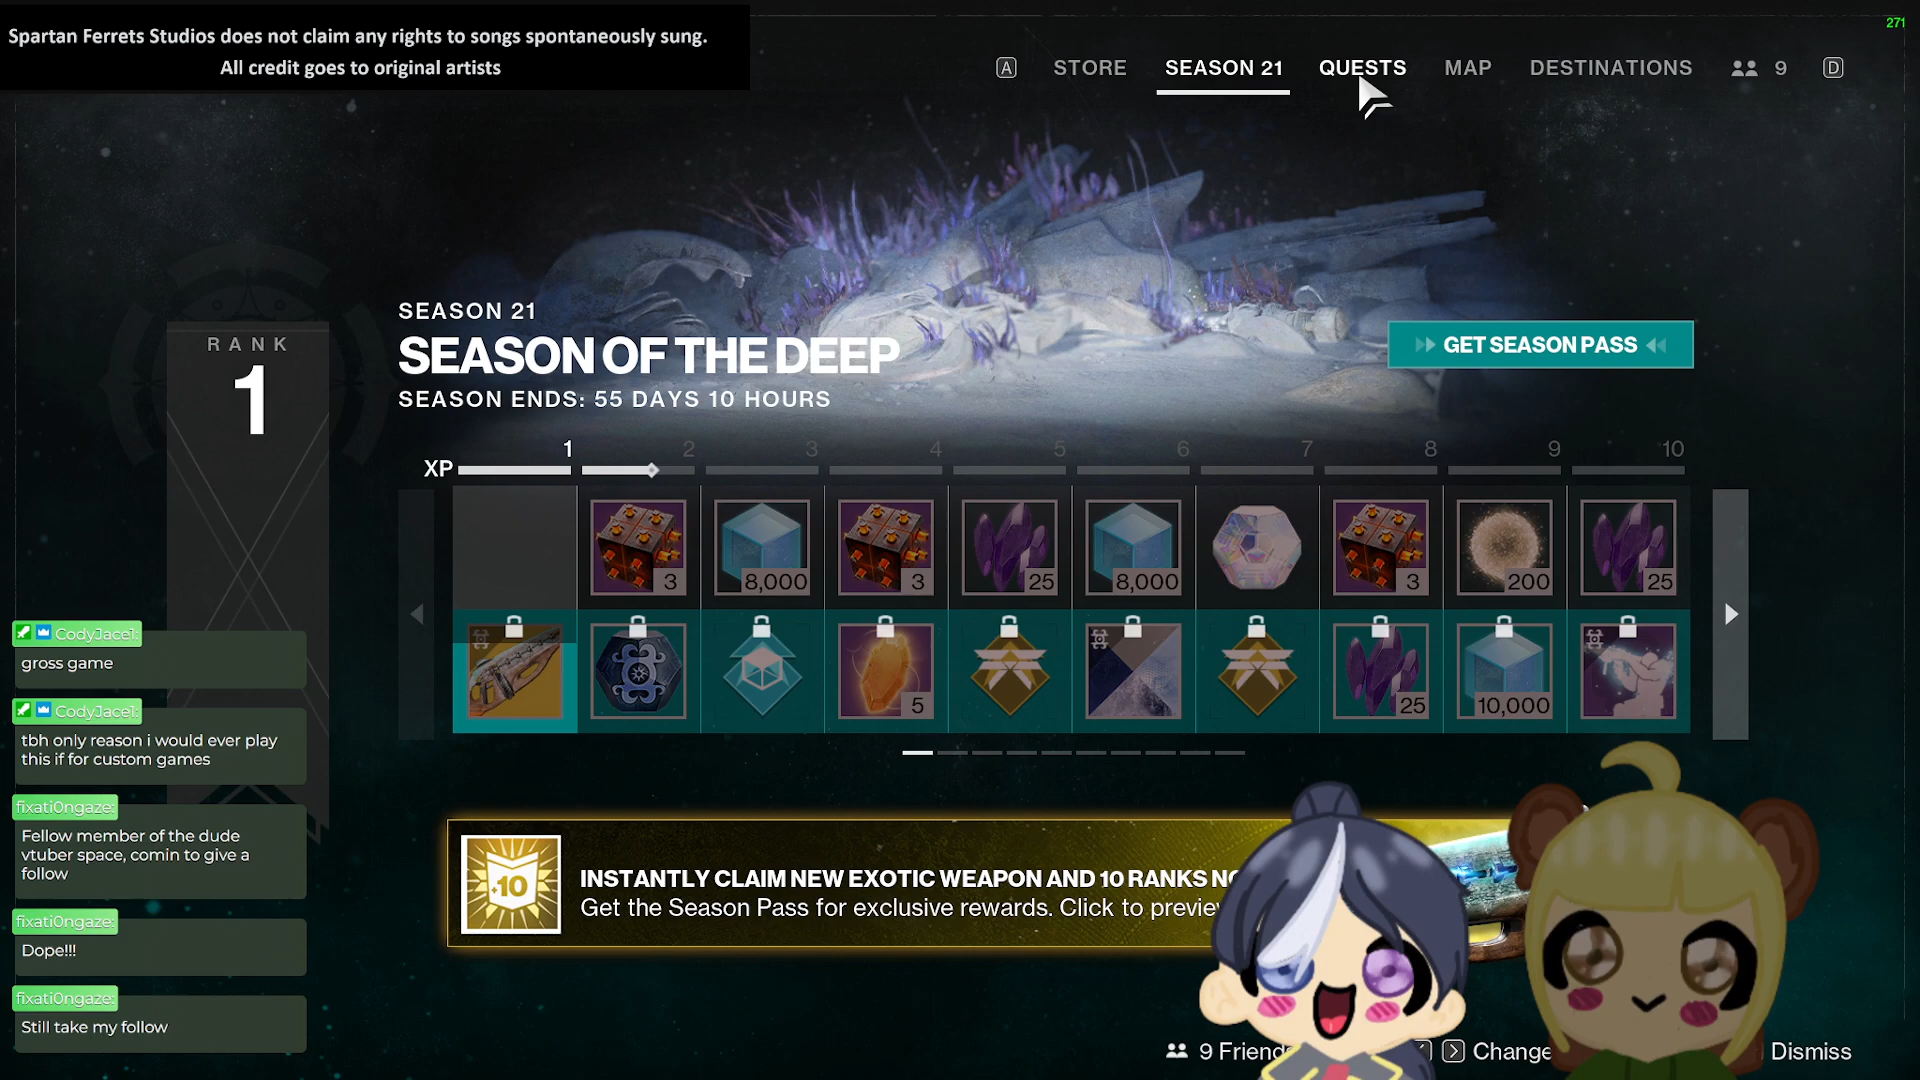 Spartan Ferrets Studios does not claim any rights to songs spontaneously sung.
All credit goes to original artists
271
A STORE SEASON 21 QUESTS MAP DESTINATIONS 9 D
RANK
1
SEASON 21
SEASON OF THE DEEP
SEASON ENDS: 55 DAYS 10 HOURS
GET SEASON PASS
1 2 3 4 5 6 7 8 9 10
XP
3 8,000 3 25 8,000 3 200 25
5 25 10,000
CodyJace1:
gross game
CodyJace1:
tbh only reason i would ever play
this if for custom games
fixati0ngaze:
Fellow member of the dude
vtuber space, comin to give a
follow
fixati0ngaze:
Dope!!!
fixati0ngaze:
Still take my follow
+10
INSTANTLY CLAIM NEW EXOTIC WEAPON AND 10 RANKS
Get the Season Pass for exclusive rewards. Click to preview
9 Friends
Change
Dismiss